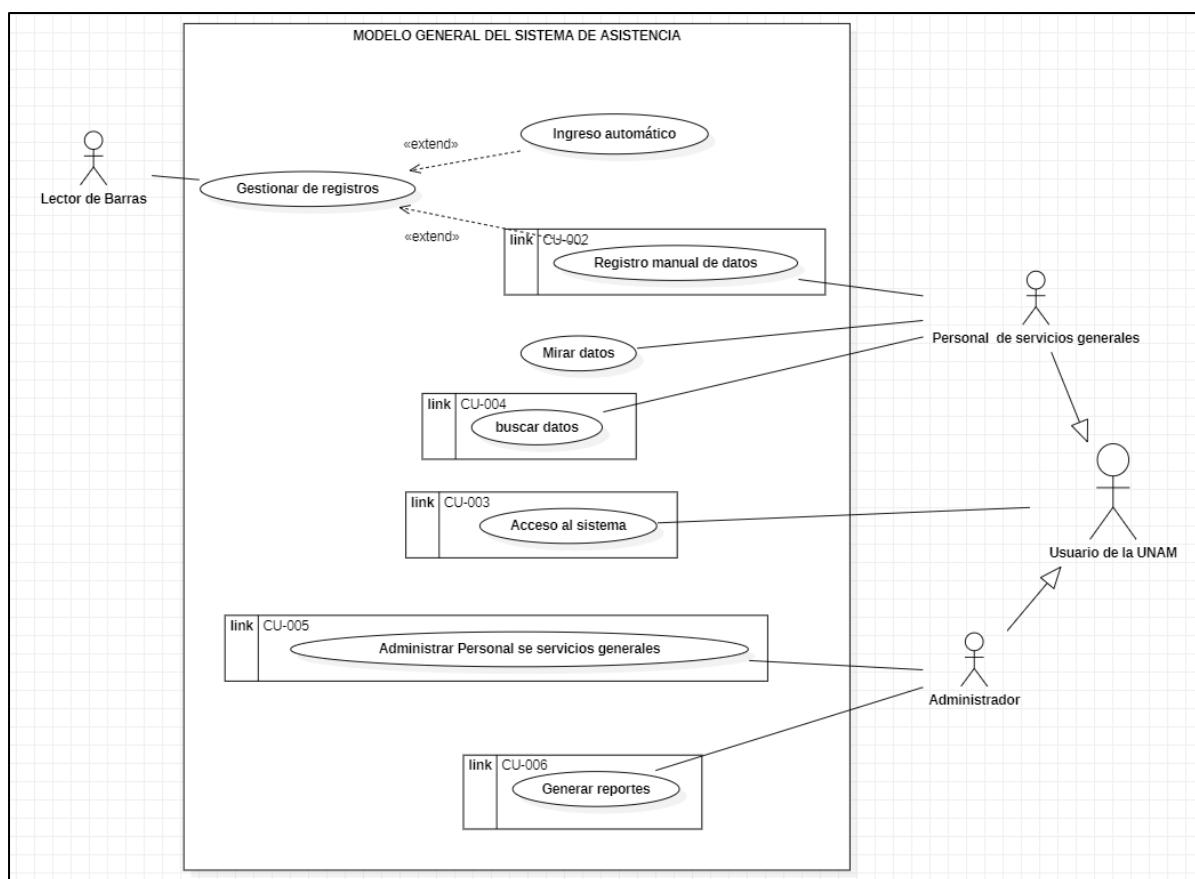 MODELO GENERAL DEL SISTEMA DE ASISTENCIA
Ingreso automático
«extend»
Lector de Barras
Gestionar de registros
«extend»
link CU-002
Registro manual de datos
Personal de servicios generales
Mirar datos
link CU-004
buscar datos
link CU-003
Acceso al sistema
Usuario de la UNAM
link CU-005
Administrar Personal se servicios generales
Administrador
link CU-006
Generar reportes